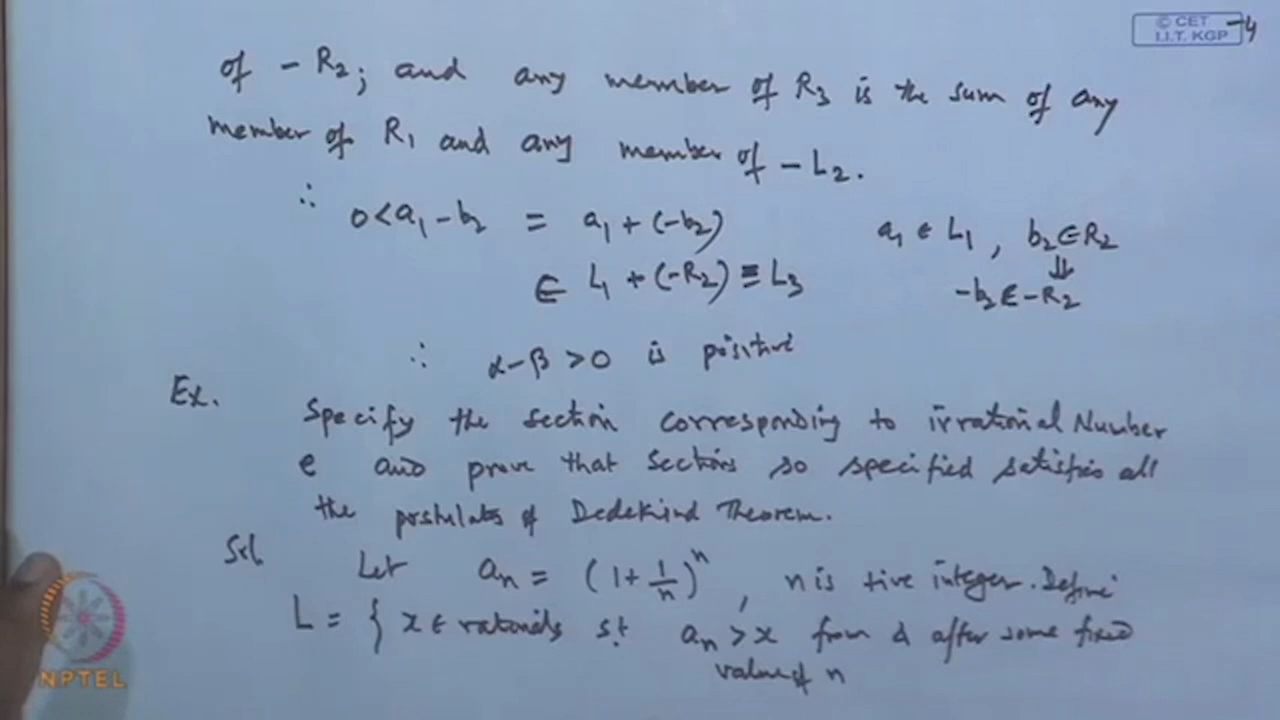 © CET
I.I.T. KGP
-4
of - R₂; and any member of R₃ is the sum of any
member of R₁ and any member of - L₂.
∴ 0 < a₁ - b₂ = a₁ + (-b₂) a₁ ∈ L₁, b₂ ∈ R₂
⇓
∈ L₁ + (-R₂) ≡ L₃ -b₂ ∈ -R₂
∴ α - β > 0 is positive
Ex. Specify the section corresponding to irrational Number
e and prove that sections so specified satisfies all
the postulates of Dedekind Theorem.
Sol. Let aₙ = (1 + 1/n)ⁿ, n is +ive integer. Define
L = { x ∈ rationals s.t aₙ > x from & after some fixed
value of n
NPTEL